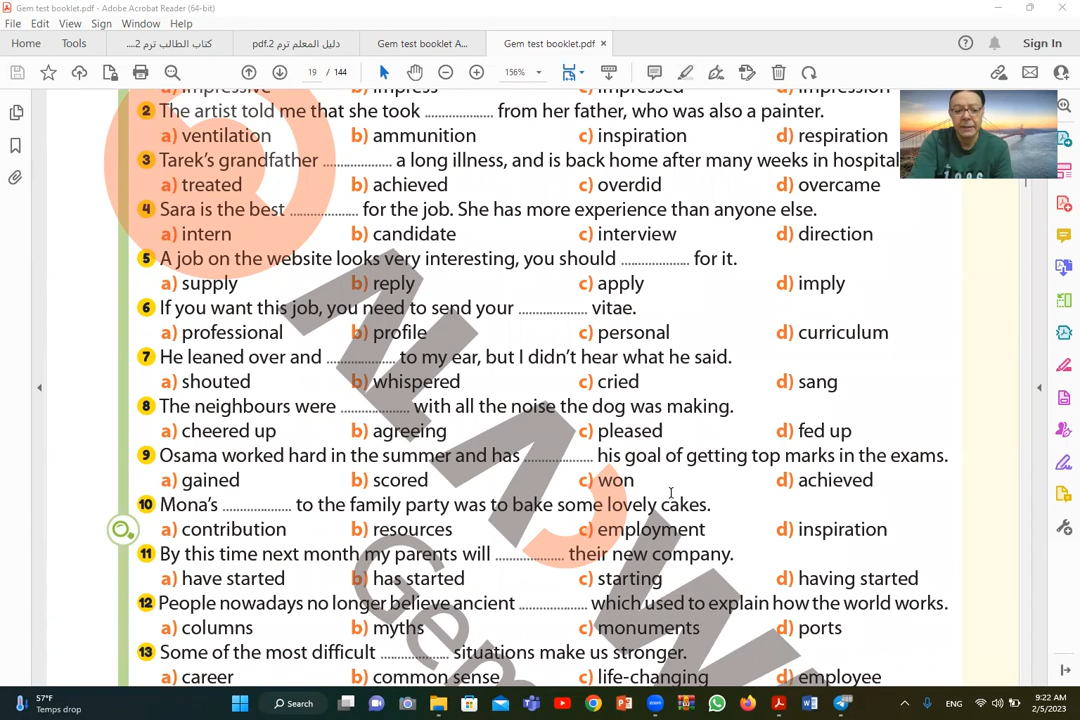 Gem test booklet.pdf - Adobe Acrobat Reader (64-bit)
File Edit View Sign Window Help
Home Tools كتاب الطالب ترم 2.... دليل المعلم ترم 2.pdf Gem test booklet A... Gem test booklet.pdf ×
Sign In
19 / 144 156%
a) impressive b) impress c) impressed d) impression
2 The artist told me that she took .................... from her father, who was also a painter.
a) ventilation b) ammunition c) inspiration d) respiration
3 Tarek's grandfather .................... a long illness, and is back home after many weeks in hospital
a) treated b) achieved c) overdid d) overcame
4 Sara is the best .................... for the job. She has more experience than anyone else.
a) intern b) candidate c) interview d) direction
5 A job on the website looks very interesting, you should .................... for it.
a) supply b) reply c) apply d) imply
6 If you want this job, you need to send your .................... vitae.
a) professional b) profile c) personal d) curriculum
7 He leaned over and .................... to my ear, but I didn't hear what he said.
a) shouted b) whispered c) cried d) sang
8 The neighbours were .................... with all the noise the dog was making.
a) cheered up b) agreeing c) pleased d) fed up
9 Osama worked hard in the summer and has .................... his goal of getting top marks in the exams.
a) gained b) scored c) won d) achieved
10 Mona's .................... to the family party was to bake some lovely cakes.
a) contribution b) resources c) employment d) inspiration
11 By this time next month my parents will .................... their new company.
a) have started b) has started c) starting d) having started
12 People nowadays no longer believe ancient .................... which used to explain how the world works.
a) columns b) myths c) monuments d) ports
13 Some of the most difficult .................... situations make us stronger.
a) career b) common sense c) life-changing d) employee
57°F
Temps drop
Search
ENG
9:22 AM
2/5/2023